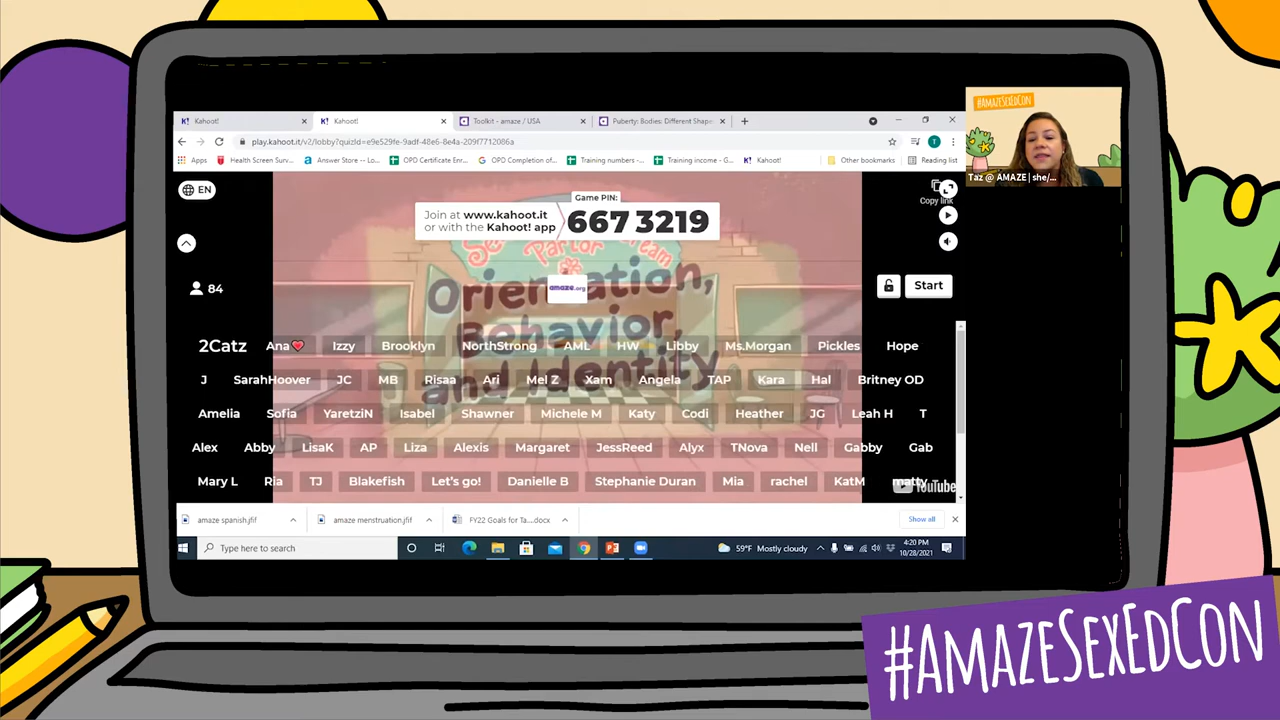 #AMAZESEXEDCON
Kahoot!
Kahoot!
Toolkit - amaze / USA
Puberty: Bodies: Different Shape
play.kahoot.it/v2/lobby?quizId=e9e529fe-9adf-48e6-8e4a-209f7712086a
Apps
Health Screen Surv...
Answer Store -- Lo...
OPD Certificate Enr...
OPD Completion of...
Training numbers -...
Training income - G...
Kahoot!
Other bookmarks
Reading list
Taz @ AMAZE | she/...
EN
Copy link
Game PIN:
Join at www.kahoot.it
or with the Kahoot! app
667 3219
Parlor
amaze.org
Orientation,
Behavior,
and Identity
84
Start
2Catz Ana❤️ Izzy Brooklyn NorthStrong AML HW Libby Ms.Morgan Pickles Hope
J SarahHoover JC MB Risaa Ari Mel Z Xam Angela TAP Kara Hal Britney OD
Amelia Sofia YaretziN Isabel Shawner Michele M Katy Codi Heather JG Leah H T
Alex Abby LisaK AP Liza Alexis Margaret JessReed Alyx TNova Nell Gabby Gab
Mary L Ria TJ Blakefish Let's go! Danielle B Stephanie Duran Mia rachel KatM matty
YouTube
amaze spanish.jfif
amaze menstruation.jfif
FY22 Goals for Ta....docx
Show all
Type here to search
59°F Mostly cloudy
4:20 PM
10/28/2021
#AMAZESEXEDCON